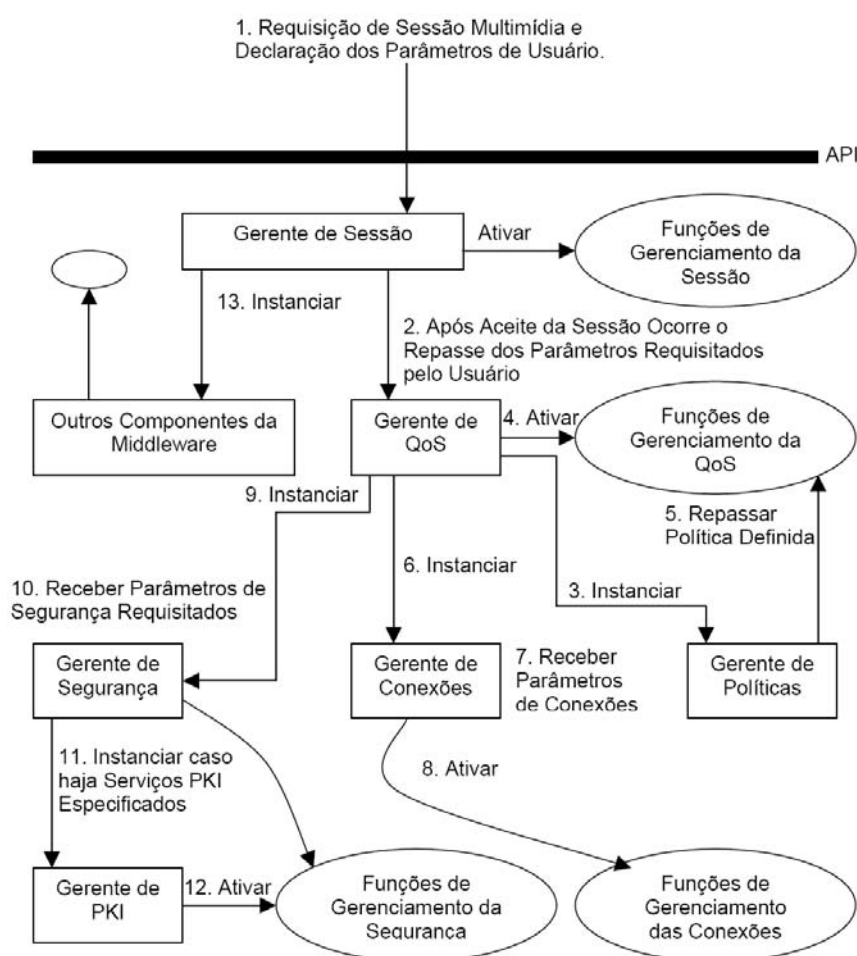 1. Requisição de Sessão Multimídia e
Declaração dos Parâmetros de Usuário.
API
Gerente de Sessão
Ativar
Funções de
Gerenciamento da
Sessão
13. Instanciar
2. Após Aceite da Sessão Ocorre o
Repasse dos Parâmetros Requisitados
pelo Usuário
Outros Componentes da
Middleware
Gerente de
QoS
4. Ativar
Funções de
Gerenciamento da
QoS
9. Instanciar
5. Repassar
Política Definida
6. Instanciar
3. Instanciar
10. Receber Parâmetros de
Segurança Requisitados
Gerente de
Segurança
Gerente de
Conexões
7. Receber
Parâmetros
de Conexões
Gerente de
Políticas
11. Instanciar caso
haja Serviços PKI
Especificados
8. Ativar
Gerente de
PKI
12. Ativar
Funções de
Gerenciamento da
Segurança
Funções de
Gerenciamento
das Conexões